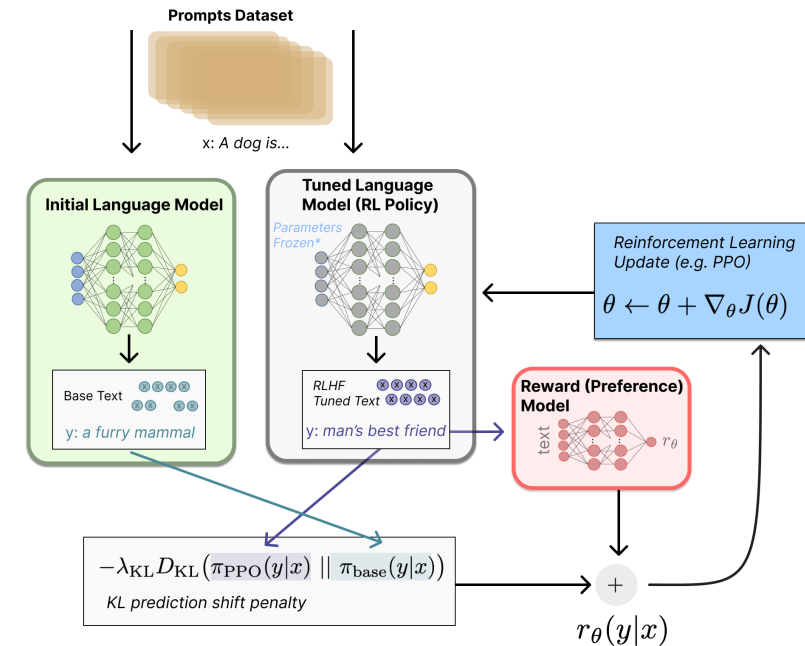 Prompts Dataset
x: A dog is...
Initial Language Model
Tuned Language
Model (RL Policy)
Parameters
Frozen*
Reinforcement Learning
Update (e.g. PPO)
θ ← θ + ∇θJ(θ)
Base Text
x x x x
x x x x
y: a furry mammal
RLHF
Tuned Text
x x x x
x x x x
y: man's best friend
Reward (Preference)
Model
text
rθ
−λKL DKL(πPPO(y|x) || πbase(y|x))
KL prediction shift penalty
+
rθ(y|x)